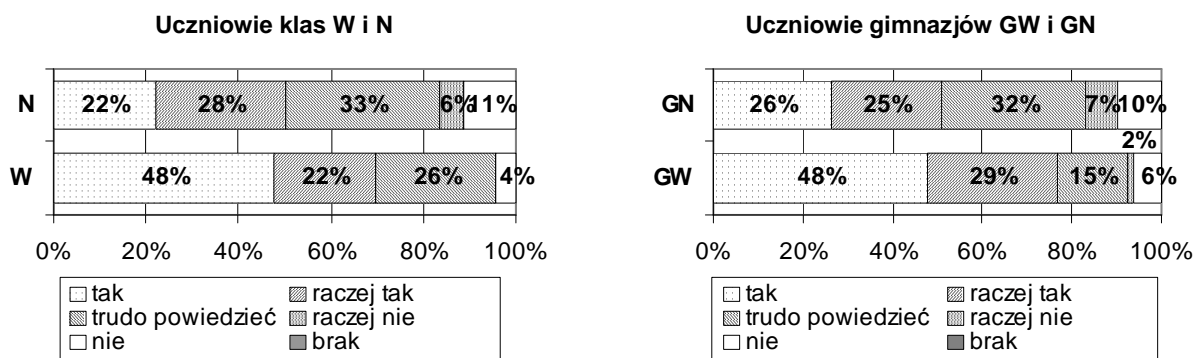 Uczniowie klas W i N
N
22%
28%
33%
6%
11%
W
48%
22%
26%
4%
0%
20%
40%
60%
80%
100%
tak
raczej tak
trudo powiedzieć
raczej nie
nie
brak
Uczniowie gimnazjów GW i GN
GN
26%
25%
32%
7%
10%
2%
GW
48%
29%
15%
6%
0%
20%
40%
60%
80%
100%
tak
raczej tak
trudo powiedzieć
raczej nie
nie
brak